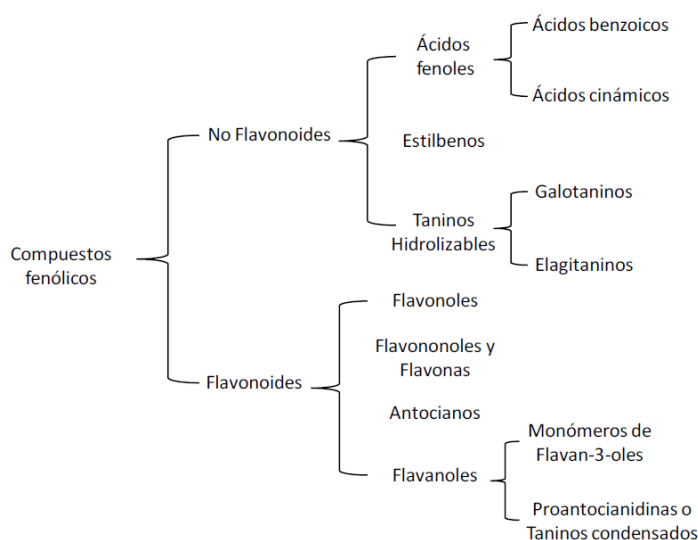 Compuestos
fenólicos
No Flavonoides
Ácidos
fenoles
Ácidos benzoicos
Ácidos cinámicos
Estilbenos
Taninos
Hidrolizables
Galotaninos
Elagitaninos
Flavonoides
Flavonoles
Flavononoles y
Flavonas
Antocianos
Flavanoles
Monómeros de
Flavan-3-oles
Proantocianidinas o
Taninos condensados